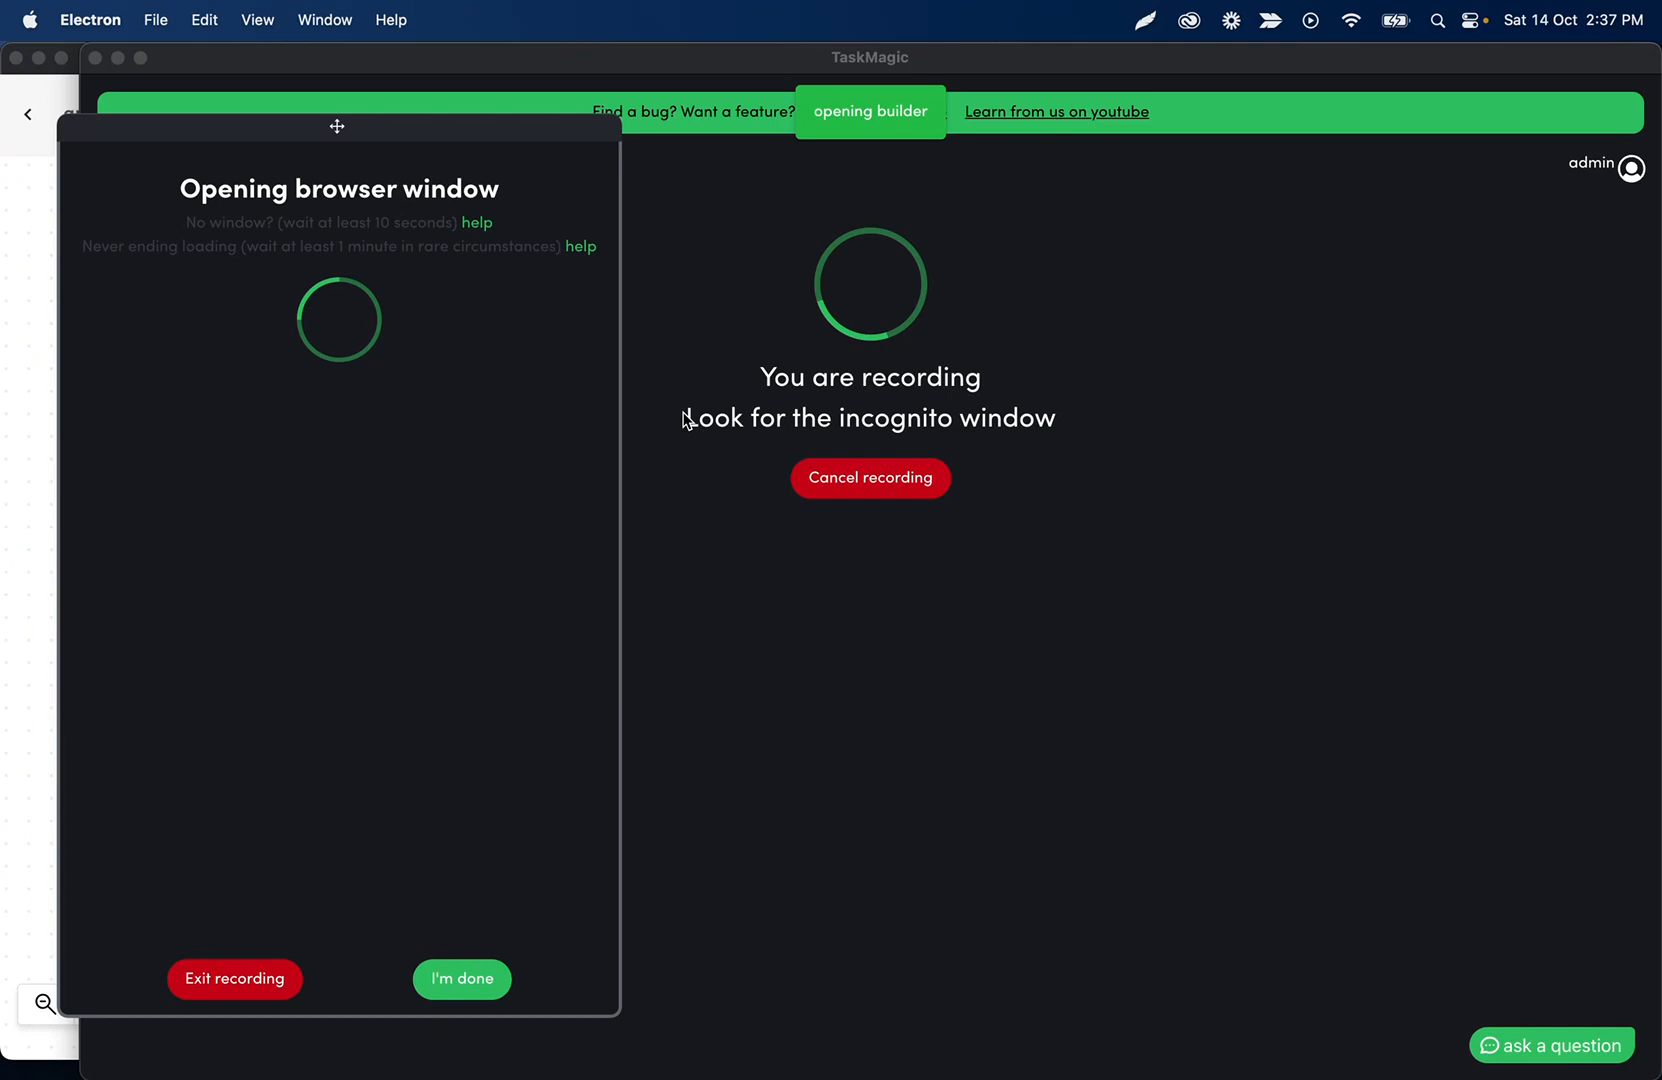 Electron File Edit View Window Help
Sat 14 Oct 2:37 PM
TaskMagic
Find a bug? Want a feature?
opening builder
Learn from us on youtube
admin
Opening browser window
No window? (wait at least 10 seconds) help
Never ending loading (wait at least 1 minute in rare circumstances) help
You are recording
Look for the incognito window
Cancel recording
Exit recording
I'm done
ask a question